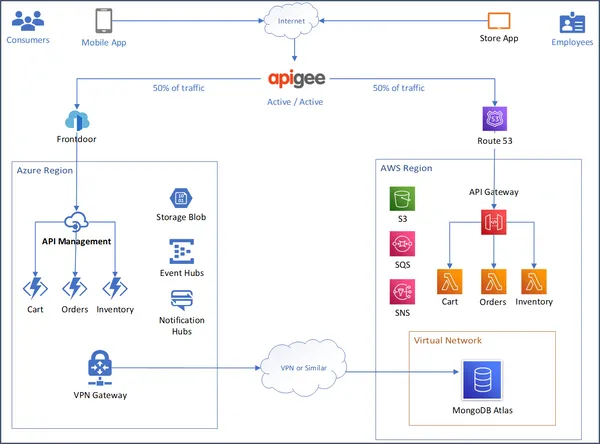 Internet
Consumers
Mobile App
Store App
Employees
apigee
50% of traffic
50% of traffic
Active / Active
Frontdoor
53
Route 53
Azure Region
AWS Region
Storage Blob
API Gateway
S3
API Management
Event Hubs
SQS
Cart
Orders
Inventory
Cart
Orders
Inventory
Notification
Hubs
SNS
Virtual Network
VPN or Similar
VPN Gateway
MongoDB Atlas